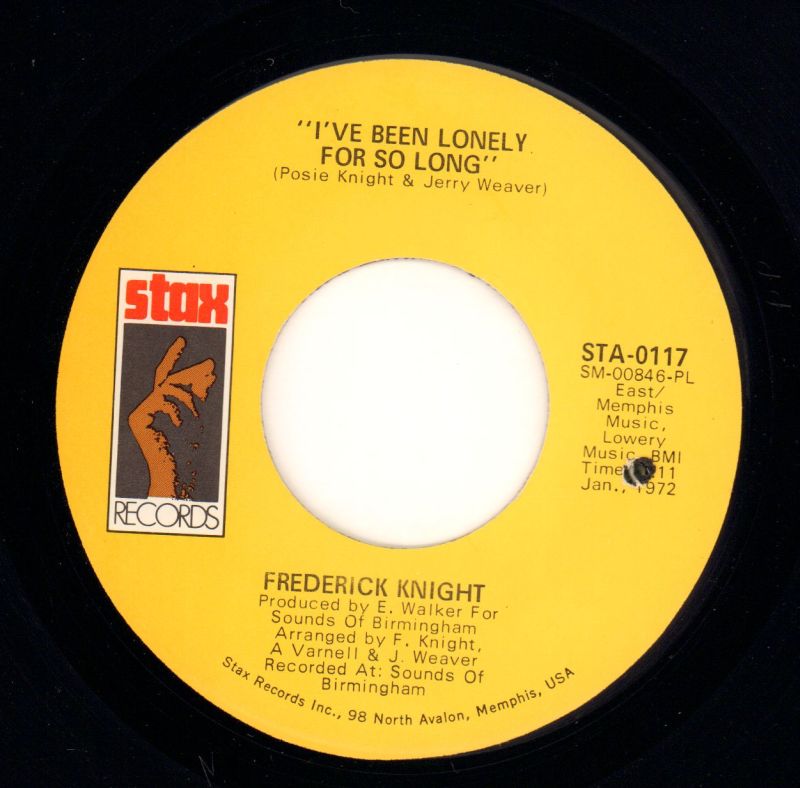 "I'VE BEEN LONELY
FOR SO LONG"
(Posie Knight & Jerry Weaver)
stax
RECORDS
STA-0117
SM-00846-PL
East/
Memphis
Music,
Lowery
Music, BMI
Time 11
Jan., 1972
FREDERICK KNIGHT
Produced by E. Walker For
Sounds Of Birmingham
Arranged by F. Knight,
A Varnell & J. Weaver
Recorded At: Sounds Of
Birmingham
Stax Records Inc., 98 North Avalon, Memphis, USA